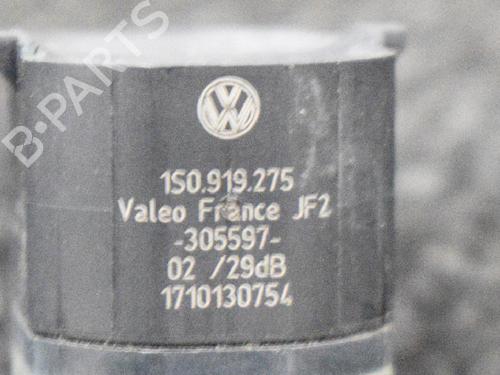 B-PARTS
1S0.919.275
Valeo France JF2
-305597-
02 /29dB
1710130754